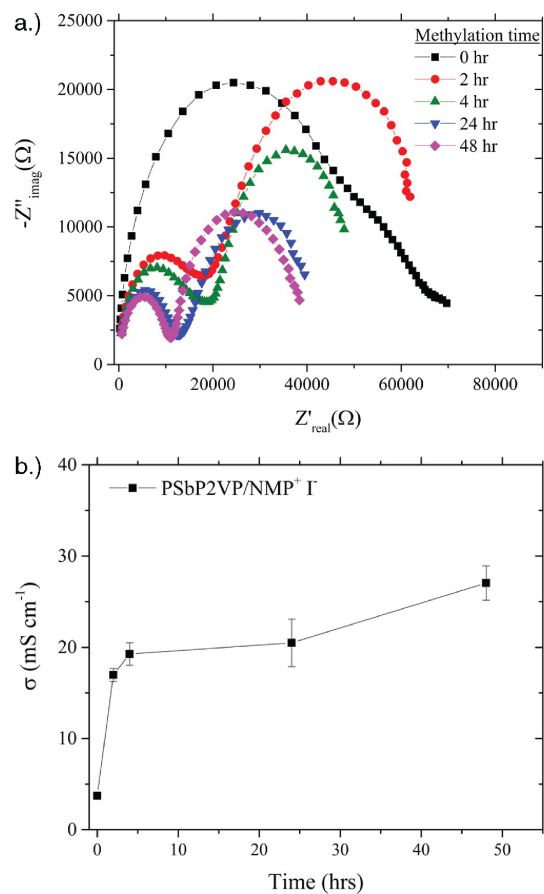 a.)
Methylation time
0 hr
2 hr
4 hr
24 hr
48 hr
25000
20000
15000
10000
5000
0
-Z''imag(Ω)
0 20000 40000 60000 80000
Z'real(Ω)
b.)
PSbP2VP/NMP⁺ I⁻
40
30
20
10
0
σ (mS cm⁻¹)
0 10 20 30 40 50
Time (hrs)